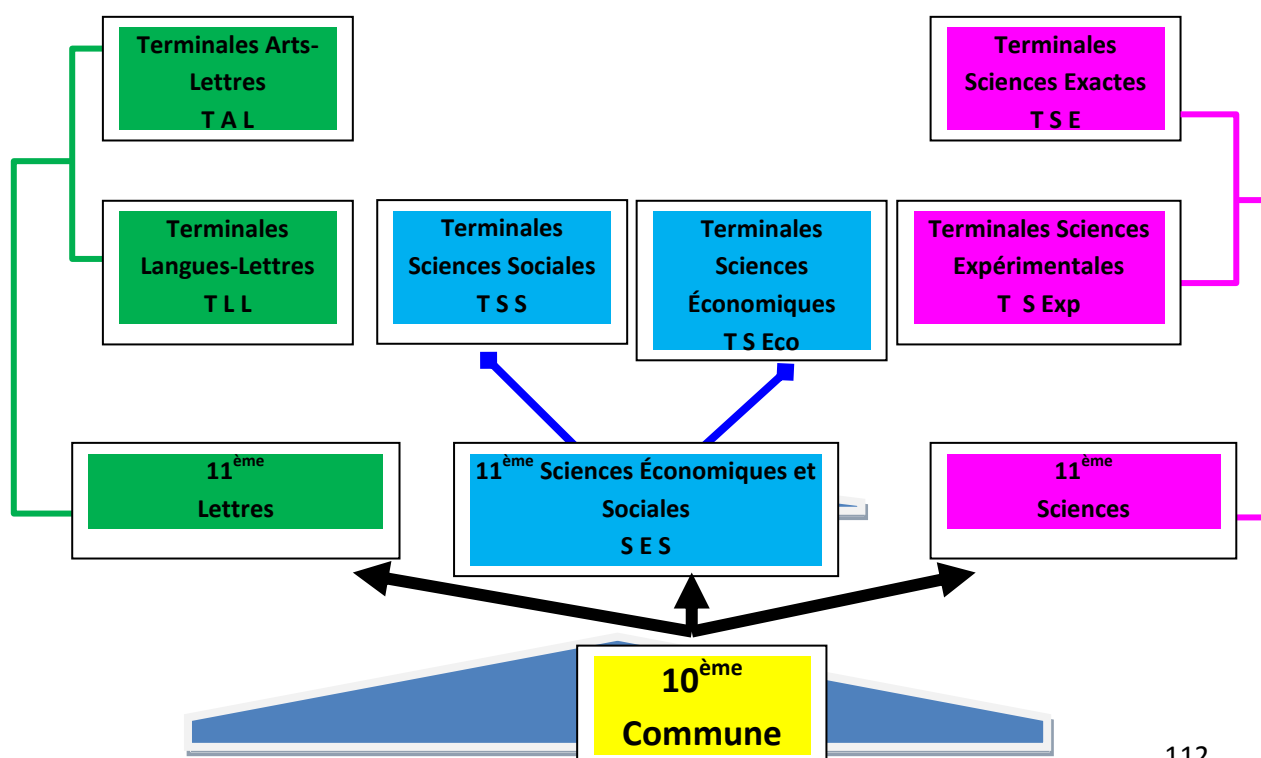 Terminales Arts-
Lettres
T A L
Terminales
Sciences Exactes
T S E
Terminales
Langues-Lettres
T L L
Terminales
Sciences Sociales
T S S
Terminales
Sciences
Économiques
T S Eco
Terminales Sciences
Expérimentales
T S Exp
11ème
Lettres
11ème Sciences Économiques et
Sociales
S E S
11ème
Sciences
10ème
Commune
112